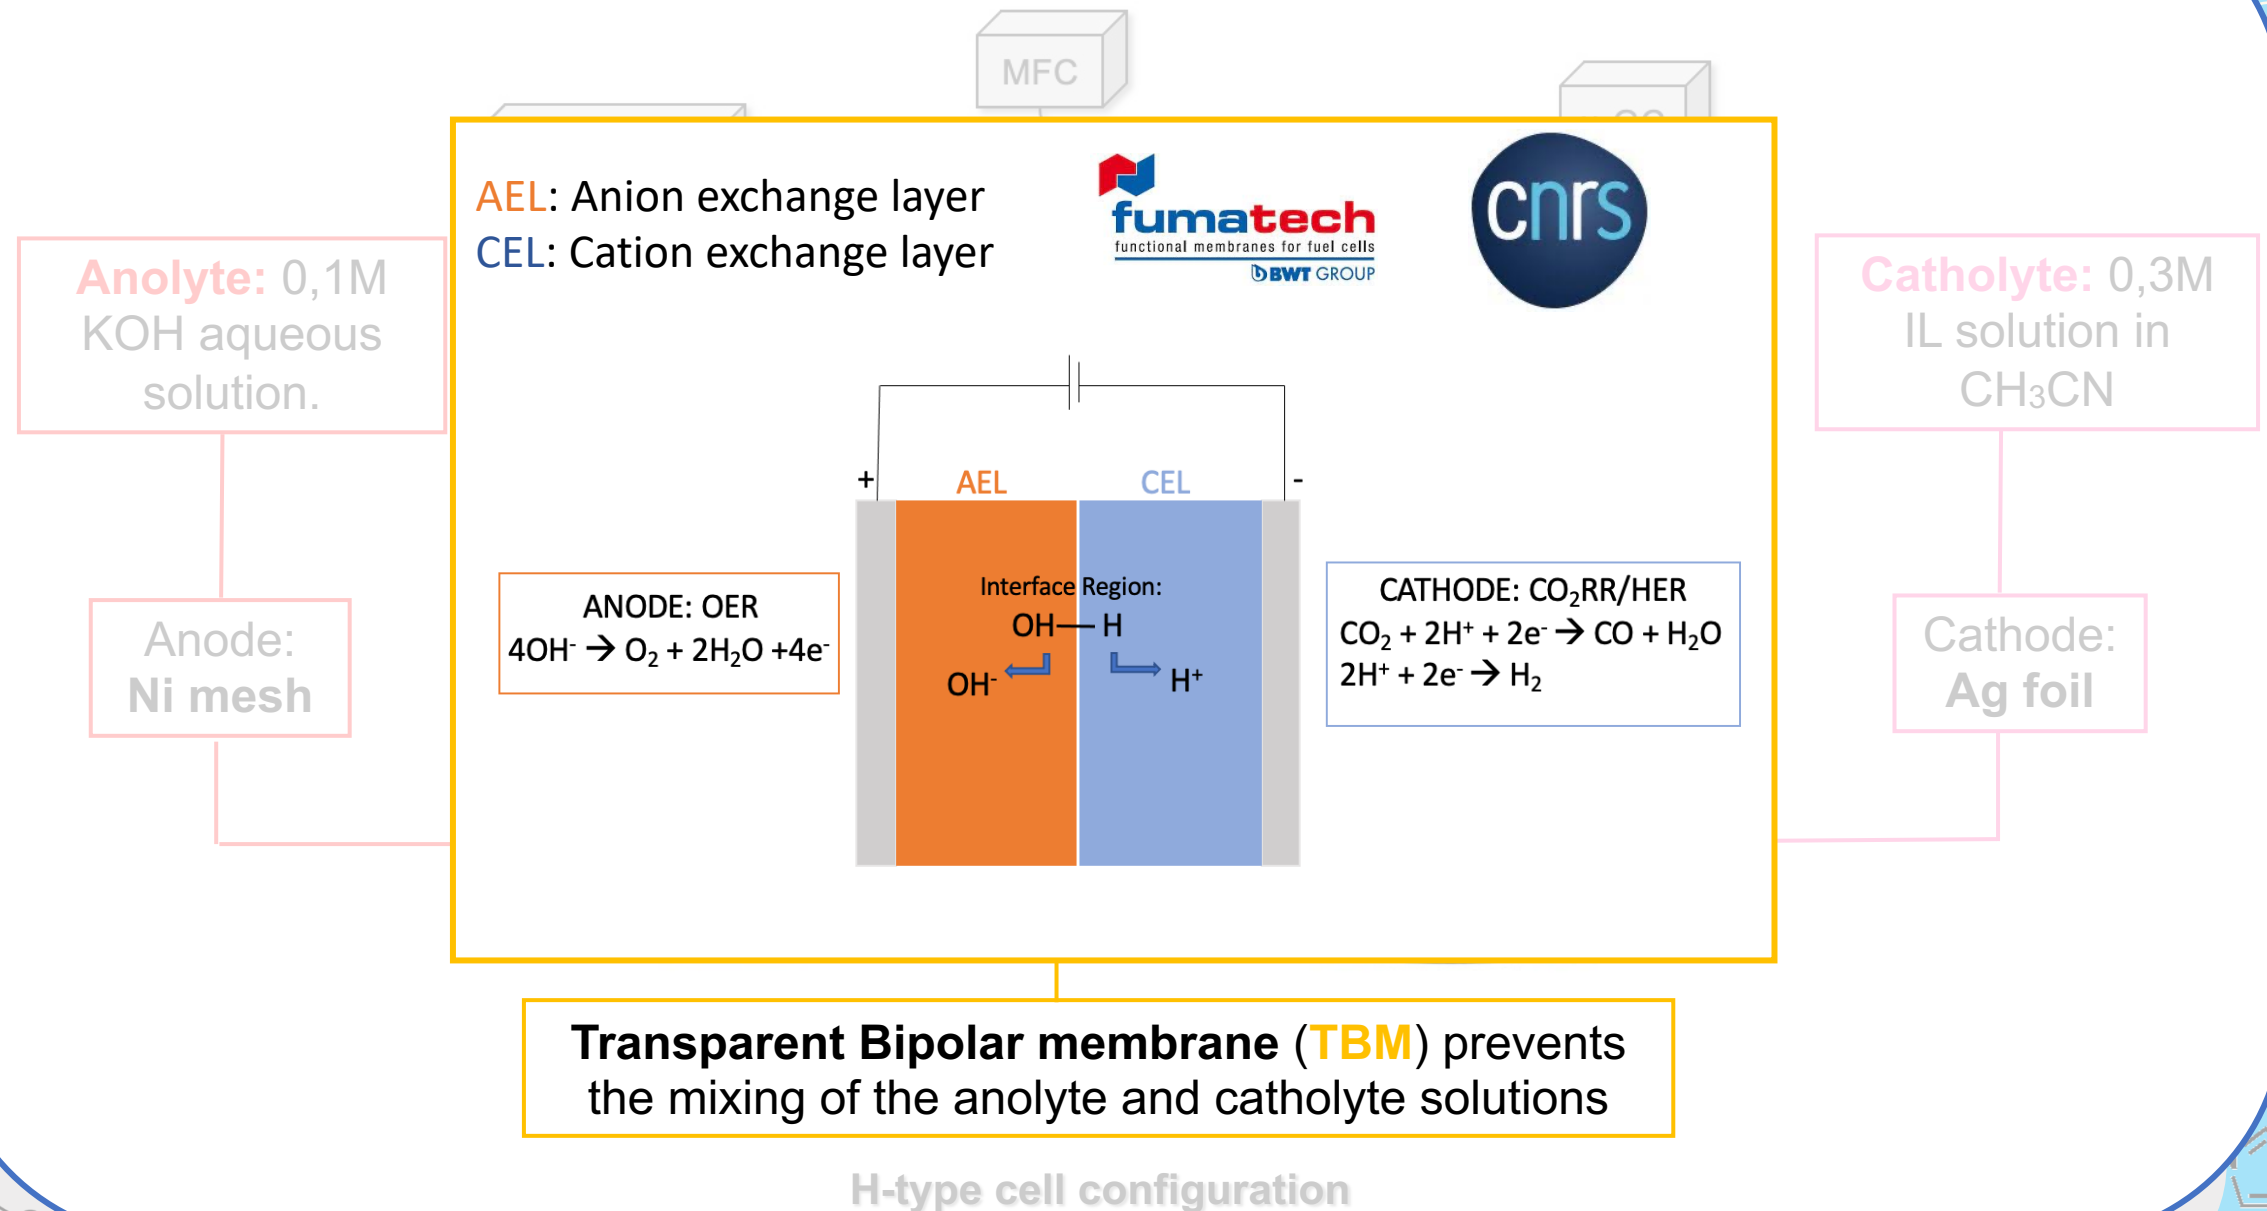 MFC
AEL: Anion exchange layer
CEL: Cation exchange layer
fumatech
functional membranes for fuel cells
BWT GROUP
cnrs
Anolyte: 0,1M
KOH aqueous
solution.
Catholyte: 0,3M
IL solution in
CH₃CN
+
AEL
CEL
-
ANODE: OER
4OH⁻ → O₂ + 2H₂O +4e⁻
Interface Region:
OH — H
OH⁻
H⁺
CATHODE: CO₂RR/HER
CO₂ + 2H⁺ + 2e⁻ → CO + H₂O
2H⁺ + 2e⁻ → H₂
Anode:
Ni mesh
Cathode:
Ag foil
Transparent Bipolar membrane (TBM) prevents
the mixing of the anolyte and catholyte solutions
H-type cell configuration